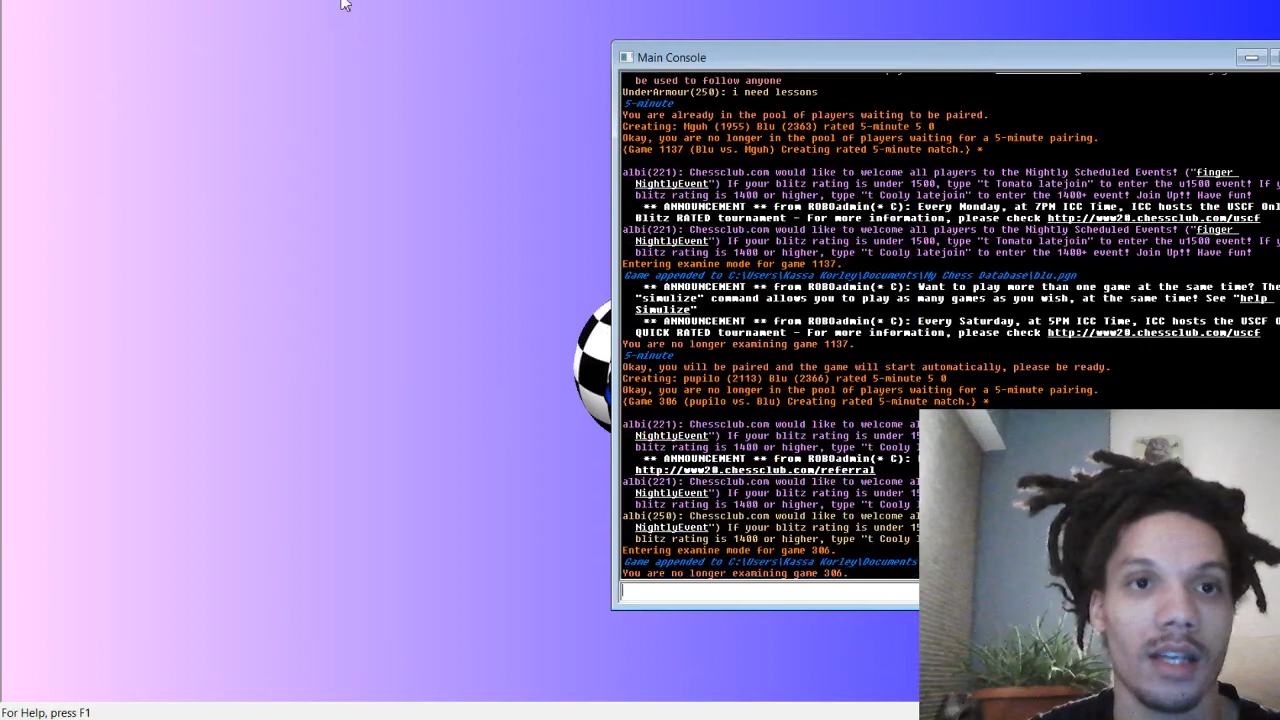 Main Console
be used to follow anyone
UnderArmour(250): i need lessons
5-minute
You are already in the pool of players waiting to be paired.
Creating: Mguh (1955) Blu (2363) rated 5-minute 5 0
Okay, you are no longer in the pool of players waiting for a 5-minute pairing.
{Game 1137 (Blu vs. Mguh) Creating rated 5-minute match.} *
albi(221): Chessclub.com would like to welcome all players to the Nightly Scheduled Events! ("finger
NightlyEvent") If your blitz rating is under 1500, type "t Tomato latejoin" to enter the u1500 event! If y
blitz rating is 1400 or higher, type "t Cooly latejoin" to enter the 1400+ event! Join Up!! Have fun!
** ANNOUNCEMENT ** from ROBOadmin(* C): Every Monday, at 7PM ICC Time, ICC hosts the USCF Onl
Blitz RATED tournament - For more information, please check http://www20.chessclub.com/uscf
albi(221): Chessclub.com would like to welcome all players to the Nightly Scheduled Events! ("finger
NightlyEvent") If your blitz rating is under 1500, type "t Tomato latejoin" to enter the u1500 event! If y
blitz rating is 1400 or higher, type "t Cooly latejoin" to enter the 1400+ event! Join Up!! Have fun!
Entering examine mode for game 1137.
Game appended to C:\Users\Kassa Korley\Documents\My Chess Database\blu.pgn
** ANNOUNCEMENT ** from ROBOadmin(* C): Want to play more than one game at the same time? The
"simulize" command allows you to play as many games as you wish, at the same time! See "help
Simulize"
** ANNOUNCEMENT ** from ROBOadmin(* C): Every Saturday, at 5PM ICC Time, ICC hosts the USCF O
QUICK RATED tournament - For more information, please check http://www20.chessclub.com/uscf
You are no longer examining game 1137.
5-minute
Okay, you will be paired and the game will start automatically, please be ready.
Creating: pupilo (2113) Blu (2366) rated 5-minute 5 0
Okay, you are no longer in the pool of players waiting for a 5-minute pairing.
{Game 306 (pupilo vs. Blu) Creating rated 5-minute match.} *
albi(221): Chessclub.com would like to welcome al
NightlyEvent") If your blitz rating is under 15
blitz rating is 1400 or higher, type "t Cooly l
** ANNOUNCEMENT ** from ROBOadmin(* C):
http://www20.chessclub.com/referral
albi(221): Chessclub.com would like to welcome al
NightlyEvent") If your blitz rating is under 15
blitz rating is 1400 or higher, type "t Cooly l
albi(250): Chessclub.com would like to welcome al
NightlyEvent") If your blitz rating is under 15
blitz rating is 1400 or higher, type "t Cooly l
Entering examine mode for game 306.
Game appended to C:\Users\Kassa Korley\Documents
You are no longer examining game 306.
For Help, press F1